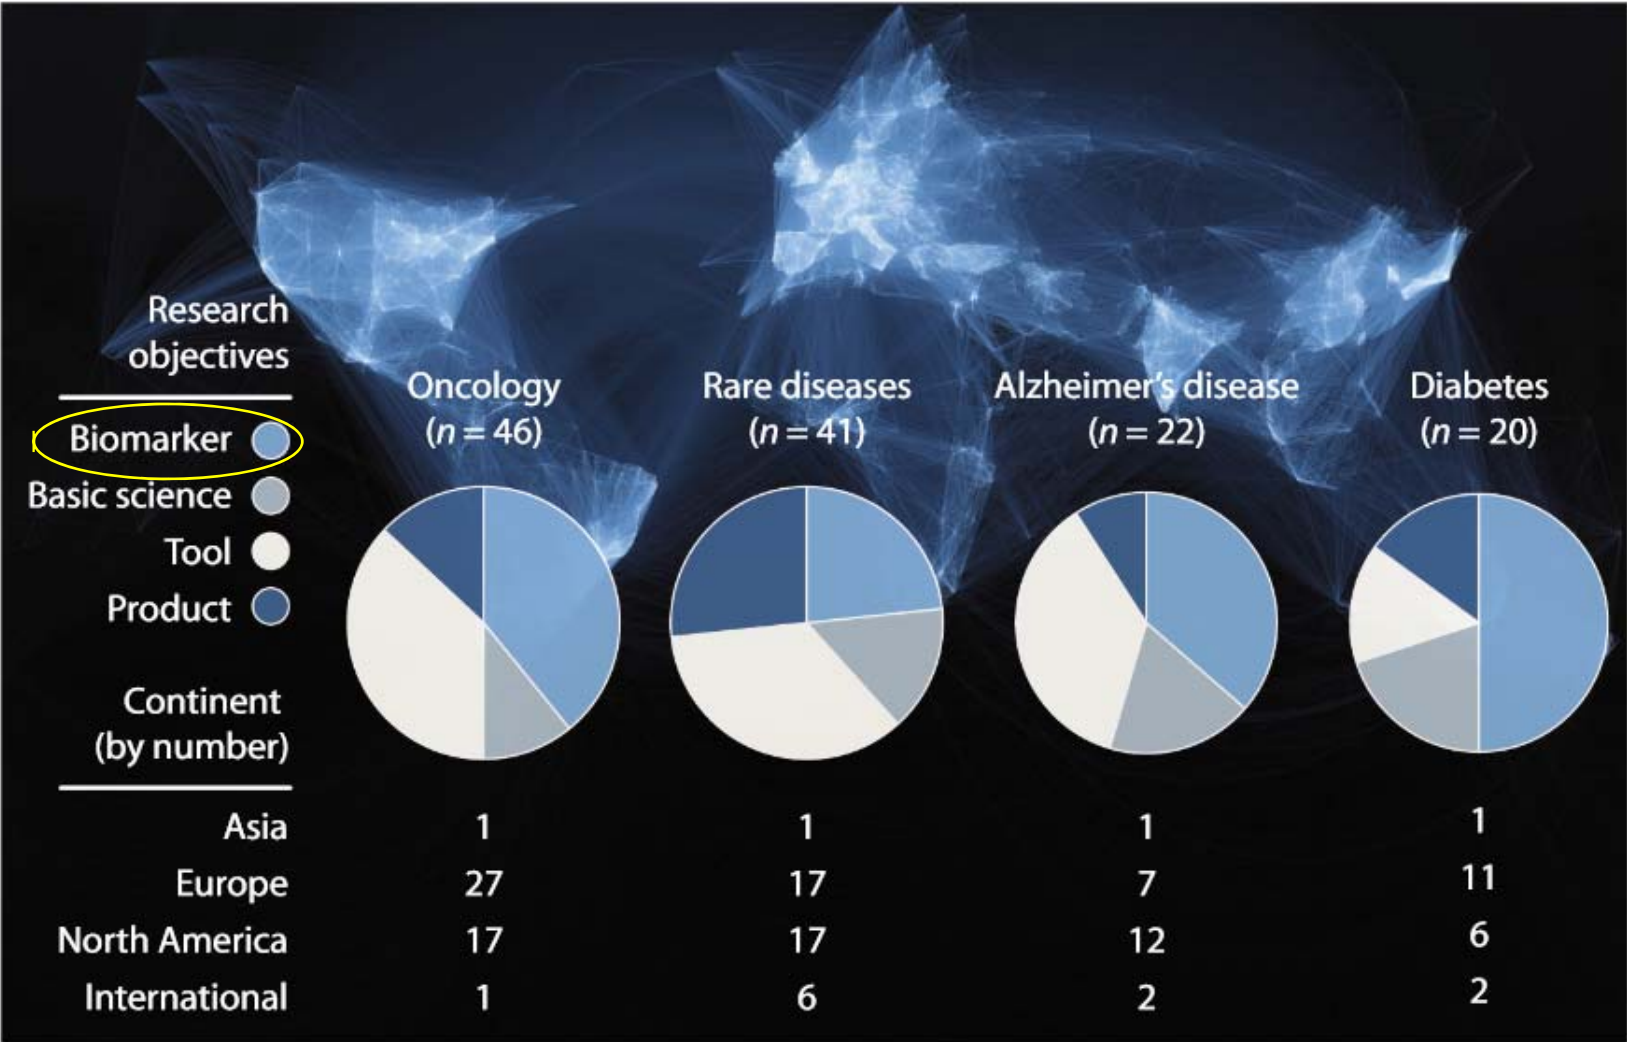 Research
objectives
Biomarker
Basic science
Tool
Product
Oncology
(n = 46)
Rare diseases
(n = 41)
Alzheimer's disease
(n = 22)
Diabetes
(n = 20)
Continent
(by number)
Asia 1 1 1 1
Europe 27 17 7 11
North America 17 17 12 6
International 1 6 2 2